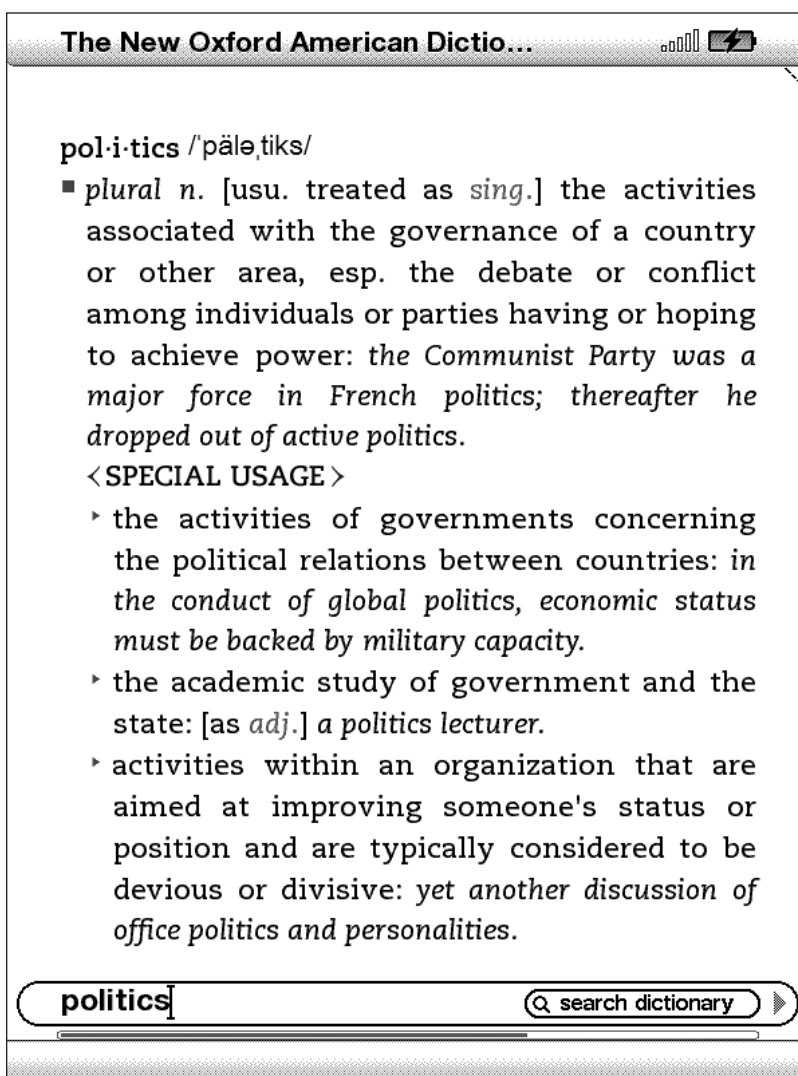 The New Oxford American Dictio...
pol·i·tics /ˈpäləˌtiks/
■ plural n. [usu. treated as sing.] the activities
associated with the governance of a country
or other area, esp. the debate or conflict
among individuals or parties having or hoping
to achieve power: the Communist Party was a
major force in French politics; thereafter he
dropped out of active politics.
<SPECIAL USAGE>
‣ the activities of governments concerning
the political relations between countries: in
the conduct of global politics, economic status
must be backed by military capacity.
‣ the academic study of government and the
state: [as adj.] a politics lecturer.
‣ activities within an organization that are
aimed at improving someone's status or
position and are typically considered to be
devious or divisive: yet another discussion of
office politics and personalities.
politics search dictionary